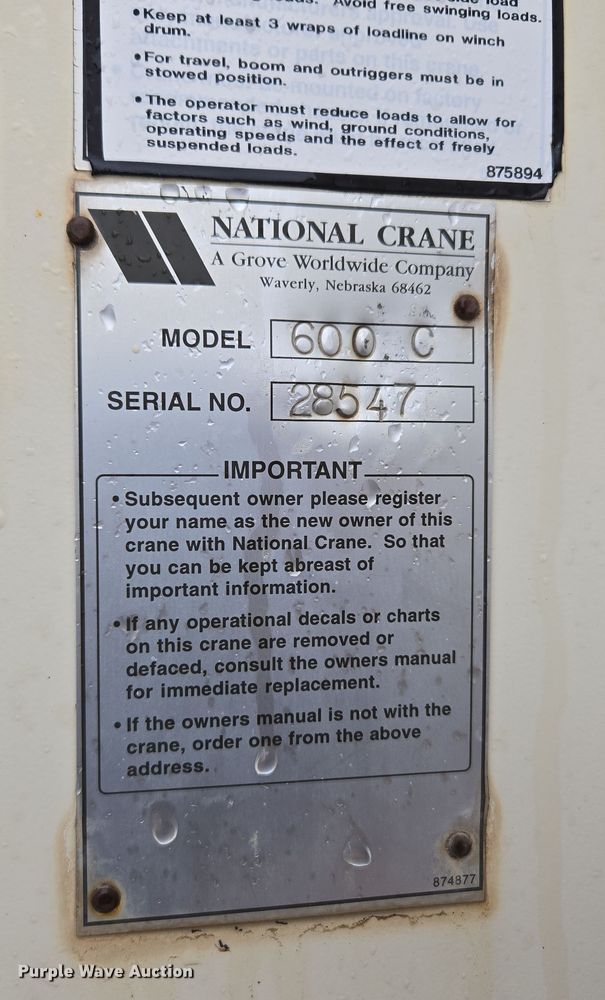 loads. Avoid free swinging loads.
•Keep at least 3 wraps of loadline on winch
drum.
•For travel, boom and outriggers must be in
stowed position.
•The operator must reduce loads to allow for
factors such as wind, ground conditions,
operating speeds and the effect of freely
suspended loads.
875894
NATIONAL CRANE
A Grove Worldwide Company
Waverly, Nebraska 68462
MODEL 600 C
SERIAL NO. 28547
IMPORTANT
• Subsequent owner please register
your name as the new owner of this
crane with National Crane. So that
you can be kept abreast of
important information.
• If any operational decals or charts
on this crane are removed or
defaced, consult the owners manual
for immediate replacement.
• If the owners manual is not with the
crane, order one from the above
address.
874877
Purple Wave Auction